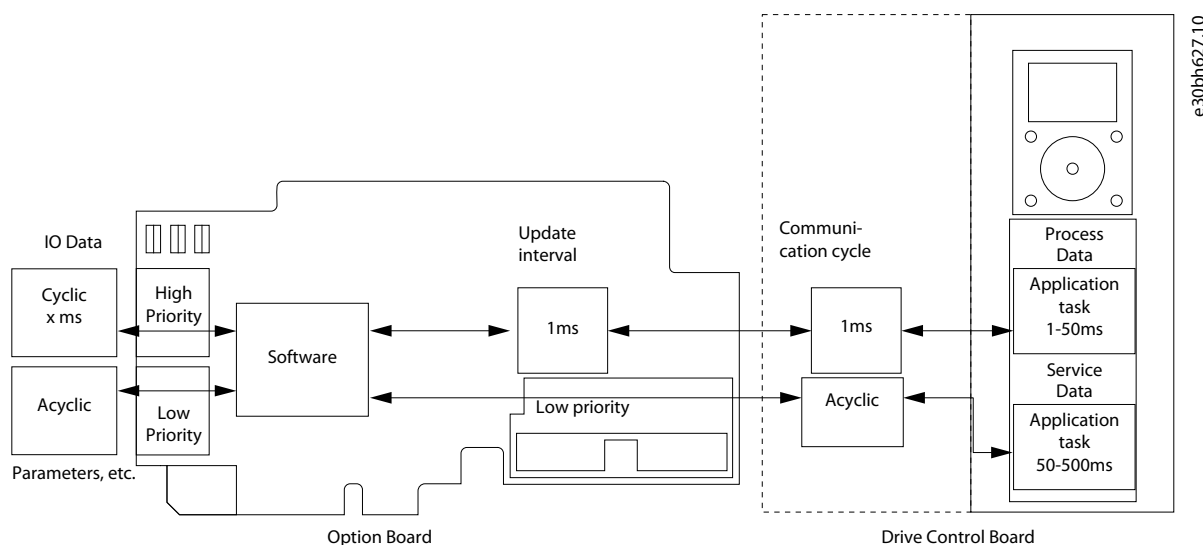 e30bh627.10
IO Data
Cyclic
x ms
High
Priority
Software
Update
interval
1ms
Communi-
cation cycle
1ms
Process
Data
Application
task
1-50ms
Acyclic
Low
Priority
Low priority
Acyclic
Service
Data
Application
task
50-500ms
Parameters, etc.
Option Board
Drive Control Board